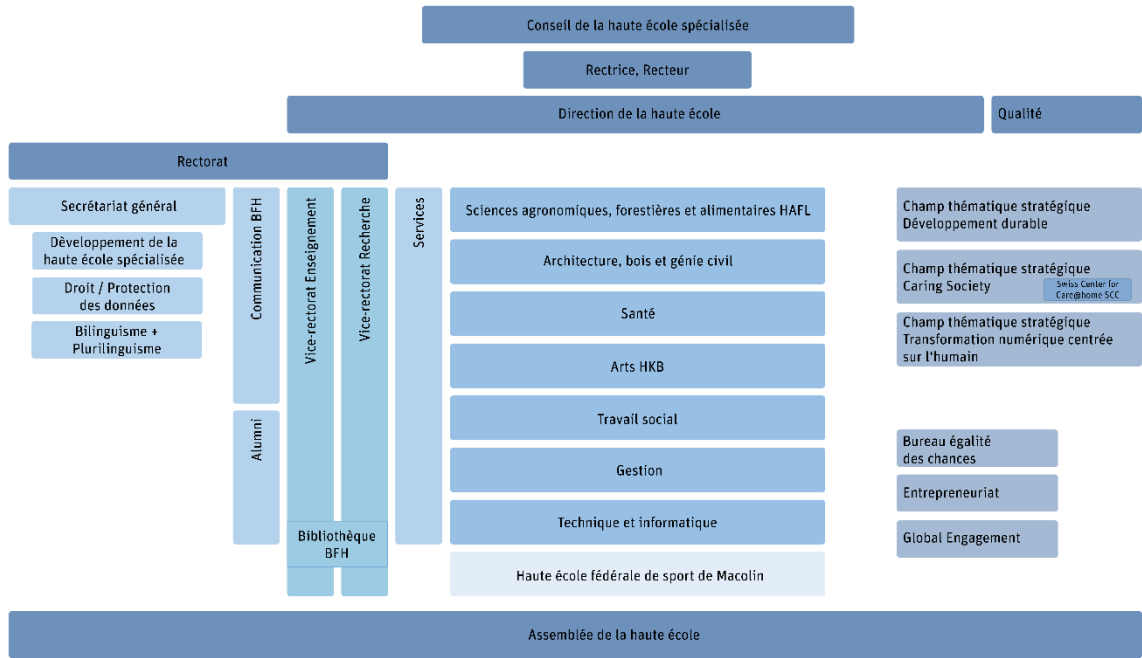 Conseil de la haute école spécialisée
Rectrice, Recteur
Direction de la haute école
Qualité
Rectorat
Secrétariat général
Dèveloppement de la
haute école spécialisée
Droit / Protection
des données
Bilinguisme +
Plurilinguisme
Communication BFH
Alumni
Vice-rectorat Enseignement
Vice-rectorat Recherche
Bibliothèque
BFH
Services
Sciences agronomiques, forestières et alimentaires HAFL
Architecture, bois et génie civil
Santé
Arts HKB
Travail social
Gestion
Technique et informatique
Haute école fédérale de sport de Macolin
Champ thématique stratégique
Développement durable
Champ thématique stratégique
Caring Society
Swiss Center for
Care@home SCC
Champ thématique stratégique
Transformation numérique centrée
sur l'humain
Bureau égalité
des chances
Entrepreneuriat
Global Engagement
Assemblée de la haute école